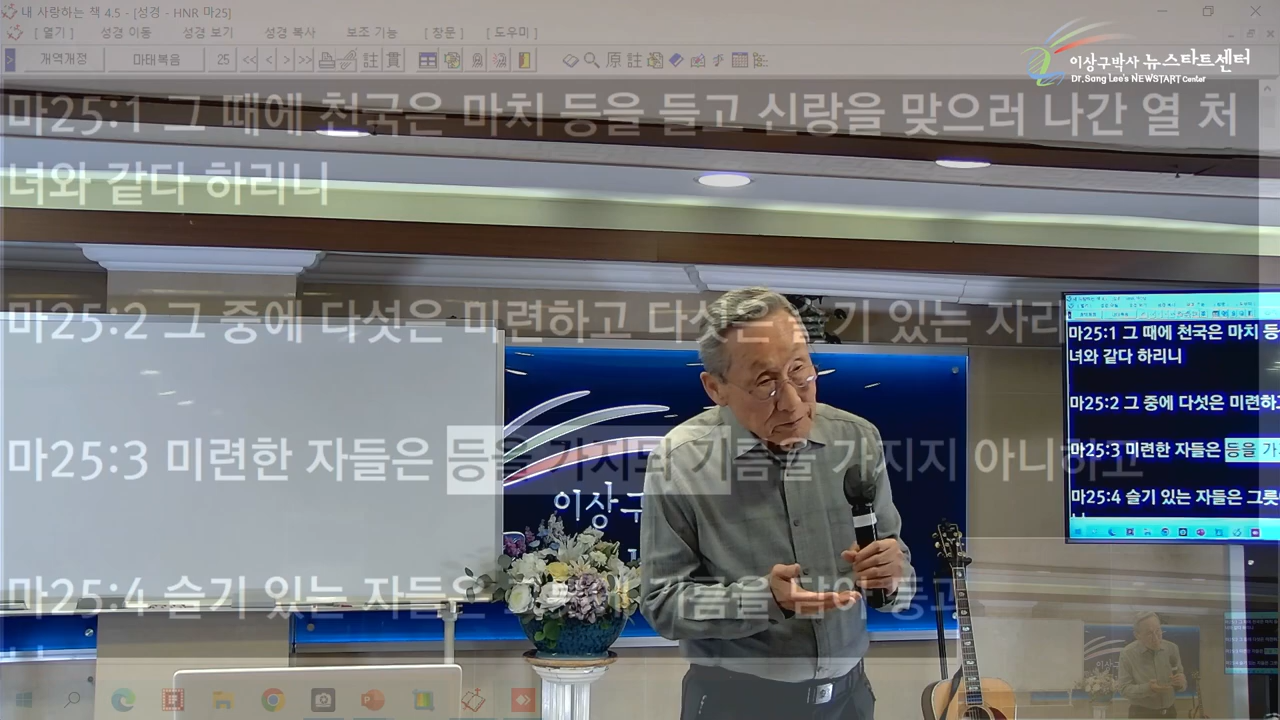 내 사랑하는 책 4.5 - [성경 - HNR 마25]
[ 열기 ] 성경 이동 성경 보기 성경 복사 보조 기능 [ 창문 ] [ 도우미 ]
개역개정 마태복음 25 << < > >> 註 貫 原 註
이상구박사 뉴스타트센터
Dr. Sang Lee's NEWSTART Center
마25:1 그 때에 천국은 마치 등을 들고 신랑을 맞으러 나간 열 처
녀와 같다 하리니
마25:2 그 중에 다섯은 미련하고 다섯은 슬기 있는 자라
마25:3 미련한 자들은 등을 가지되 기름을 가지지 아니하고
마25:4 슬기 있는 자들은 기름을 담아 등과
이상구
마25:1 그 때에 천국은 마치 등
녀와 같다 하리니
마25:2 그 중에 다섯은 미련하고
마25:3 미련한 자들은 등을 가
마25:4 슬기 있는 자들은 그릇에